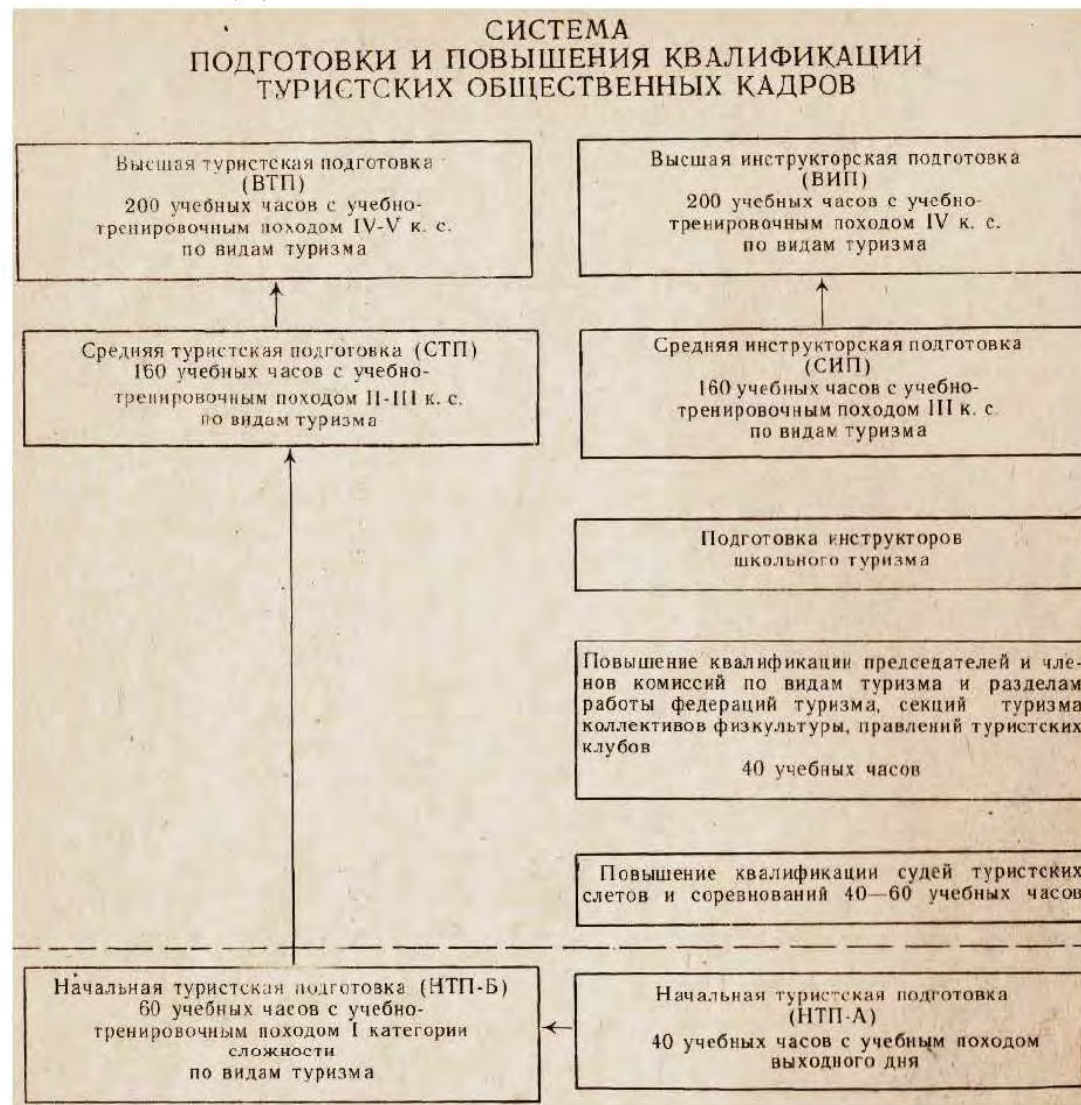 СИСТЕМА
ПОДГОТОВКИ И ПОВЫШЕНИЯ КВАЛИФИКАЦИИ
ТУРИСТСКИХ ОБЩЕСТВЕННЫХ КАДРОВ
Высшая туристская подготовка
(ВТП)
200 учебных часов с учебно-
тренировочным походом IV-V к. с.
по видам туризма
Высшая инструкторская подготовка
(ВИП)
200 учебных часов с учебно-
тренировочным походом IV к. с.
по видам туризма
Средняя туристская подготовка (СТП)
160 учебных часов с учебно-
тренировочным походом II-III к. с.
по видам туризма
Средняя инструкторская подготовка
(СИП)
160 учебных часов с учебно-
тренировочным походом III к. с.
по видам туризма
Подготовка инструкторов
школьного туризма
Повышение квалификации председателей и чле-
нов комиссий по видам туризма и разделам
работы федераций туризма, секций туризма
коллективов физкультуры, правлений туристских
клубов
40 учебных часов
Повышение квалификации судей туристских
слетов и соревнований 40—60 учебных часов
Начальная туристская подготовка (НТП-Б)
60 учебных часов с учебно-
тренировочным походом I категории
сложности
по видам туризма
Начальная туристская подготовка
(НТП-А)
40 учебных часов с учебным походом
выходного дня